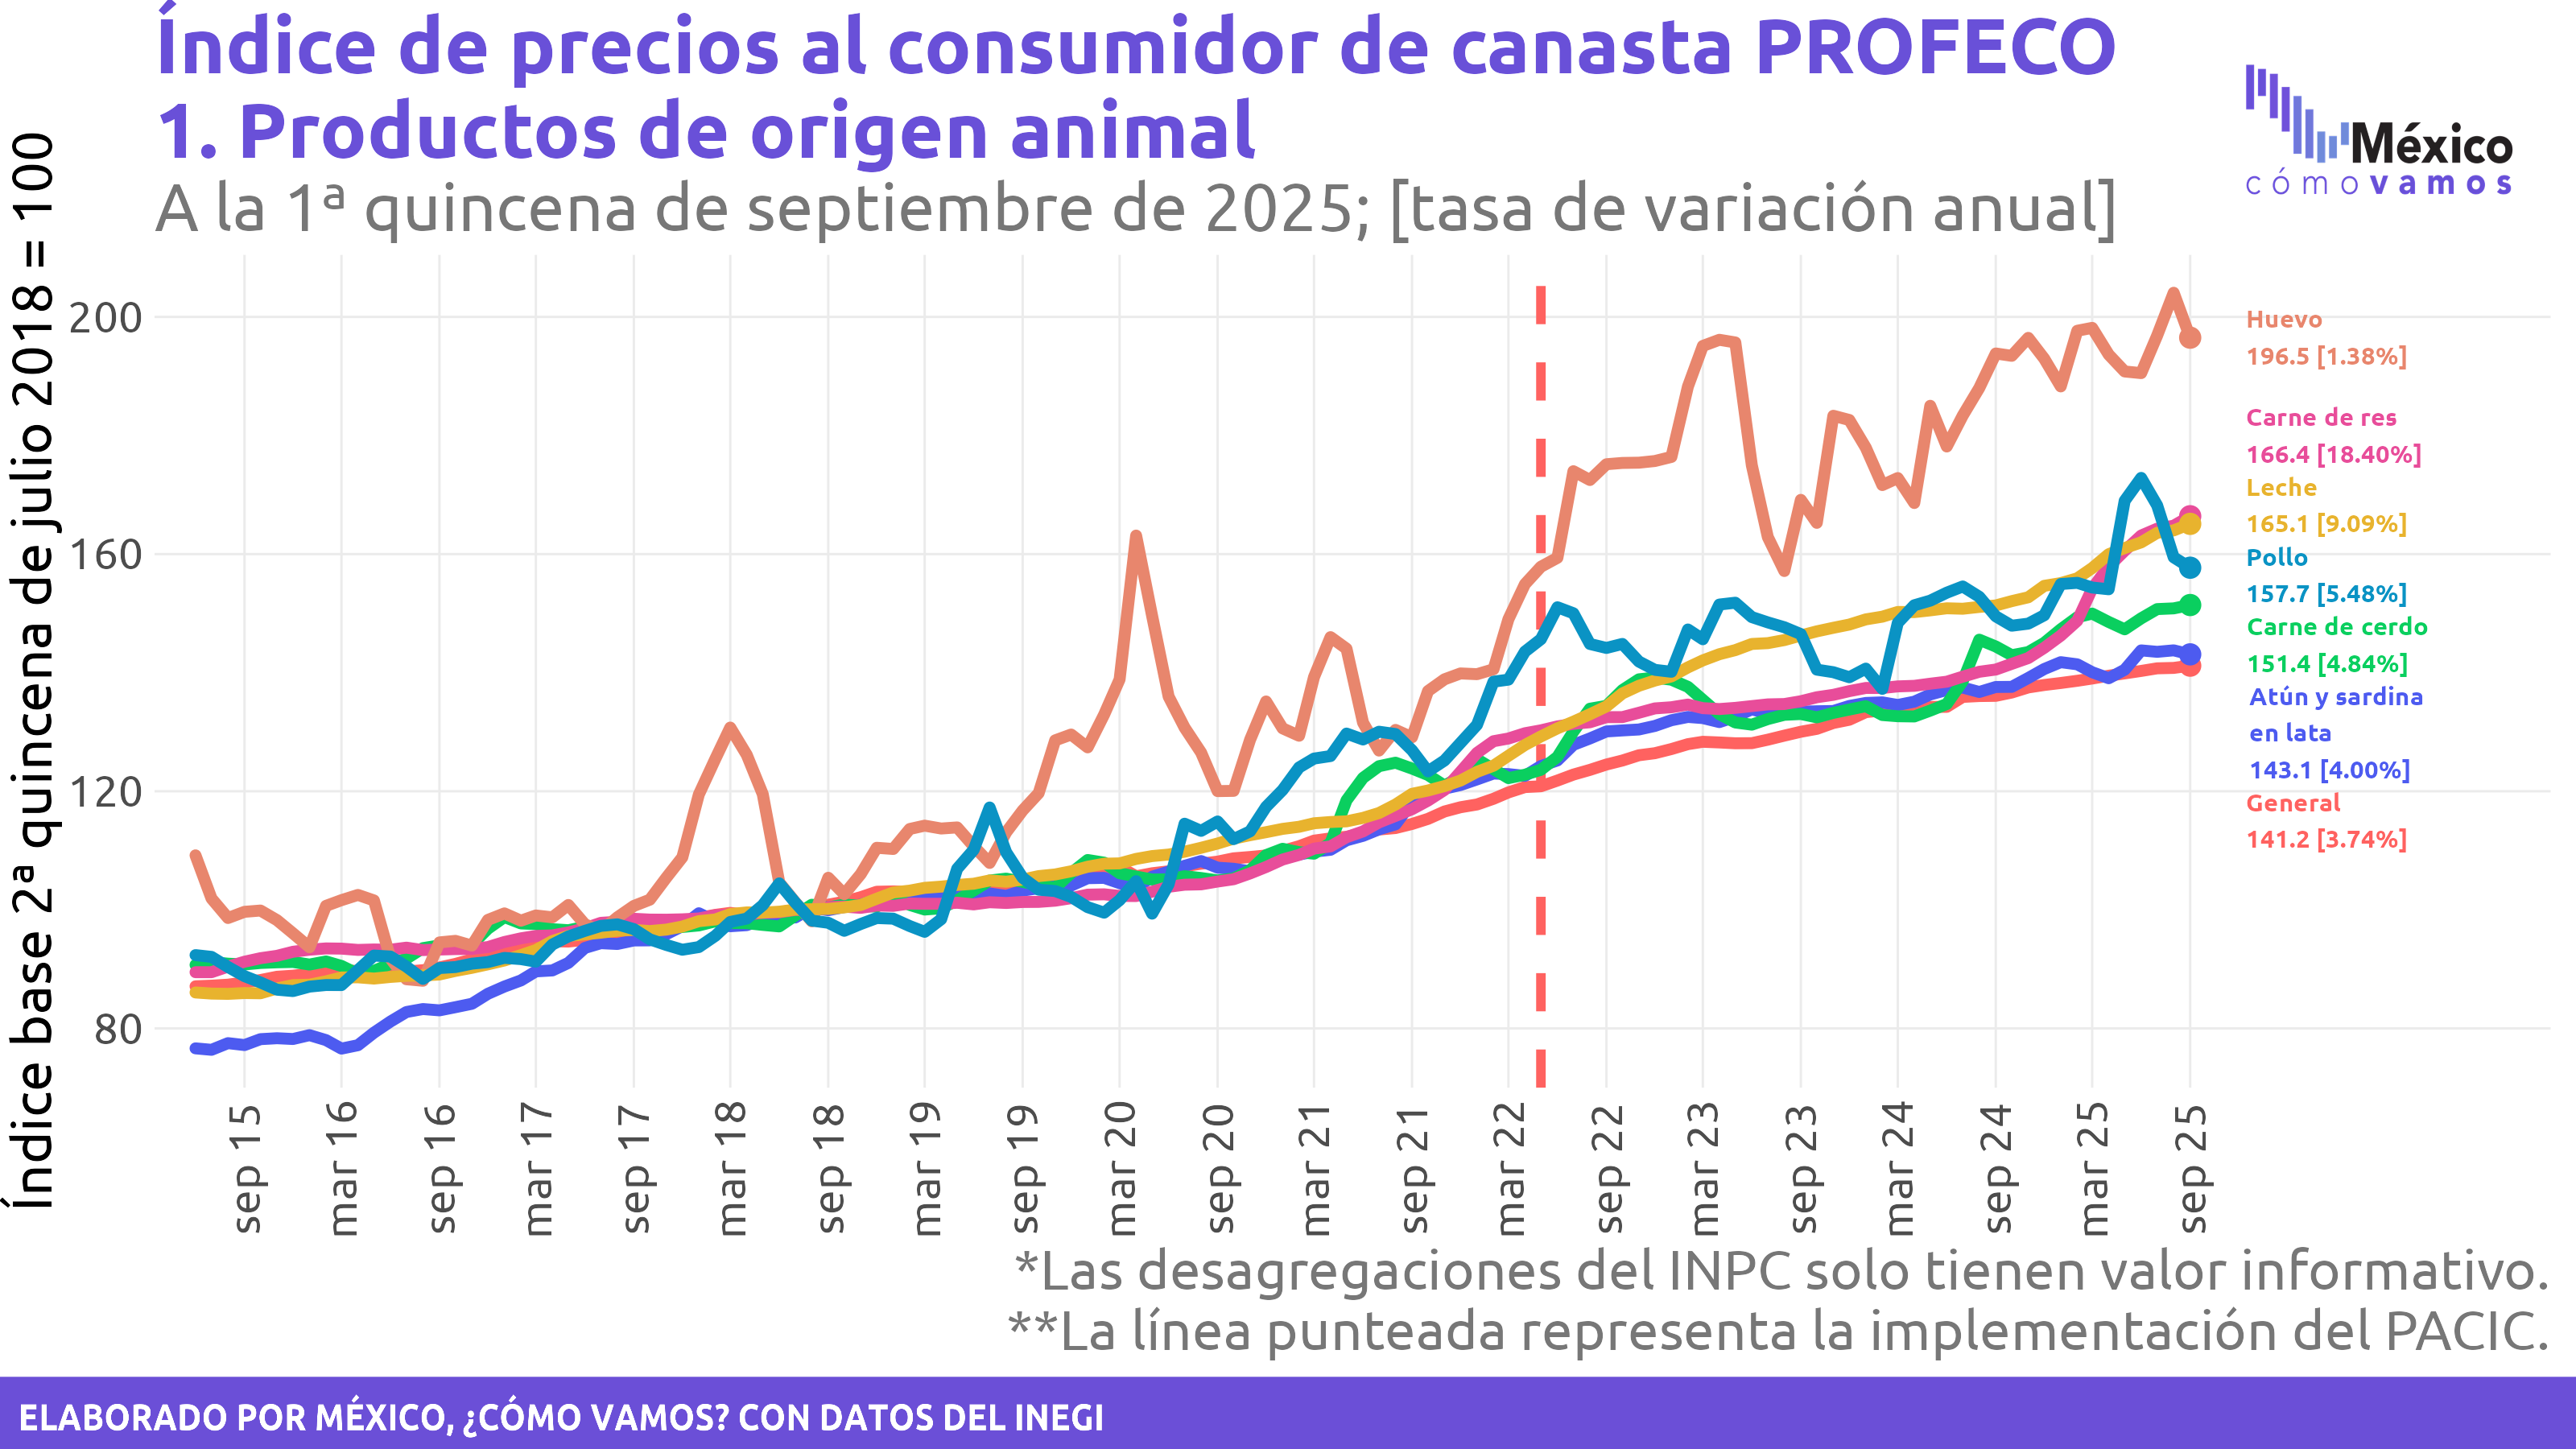 Índice de precios al consumidor de canasta PROFECO
1. Productos de origen animal
A la 1ª quincena de septiembre de 2025; [tasa de variación anual]
México
cómo vamos
Índice base 2ª quincena de julio 2018 = 100
200
160
120
80
Huevo
196.5 [1.38%]
Carne de res
166.4 [18.40%]
Leche
165.1 [9.09%]
Pollo
157.7 [5.48%]
Carne de cerdo
151.4 [4.84%]
Atún y sardina
en lata
143.1 [4.00%]
General
141.2 [3.74%]
sep 15
mar 16
sep 16
mar 17
sep 17
mar 18
sep 18
mar 19
sep 19
mar 20
sep 20
mar 21
sep 21
mar 22
sep 22
mar 23
sep 23
mar 24
sep 24
mar 25
sep 25
*Las desagregaciones del INPC solo tienen valor informativo.
**La línea punteada representa la implementación del PACIC.
ELABORADO POR MÉXICO, ¿CÓMO VAMOS? CON DATOS DEL INEGI